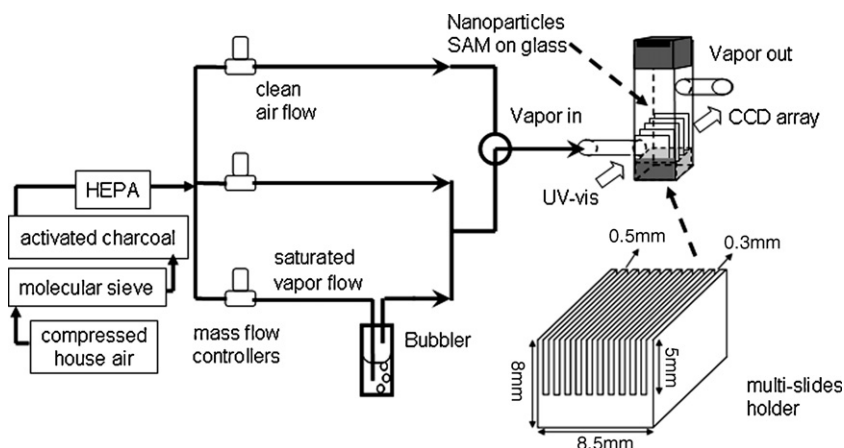 Nanoparticles
SAM on glass
Vapor out
clean
air flow
Vapor in
CCD array
HEPA
UV-vis
activated charcoal
saturated
vapor flow
0.5mm
0.3mm
molecular sieve
compressed
house air
mass flow
controllers
Bubbler
8mm
5mm
multi-slides
holder
8.5mm